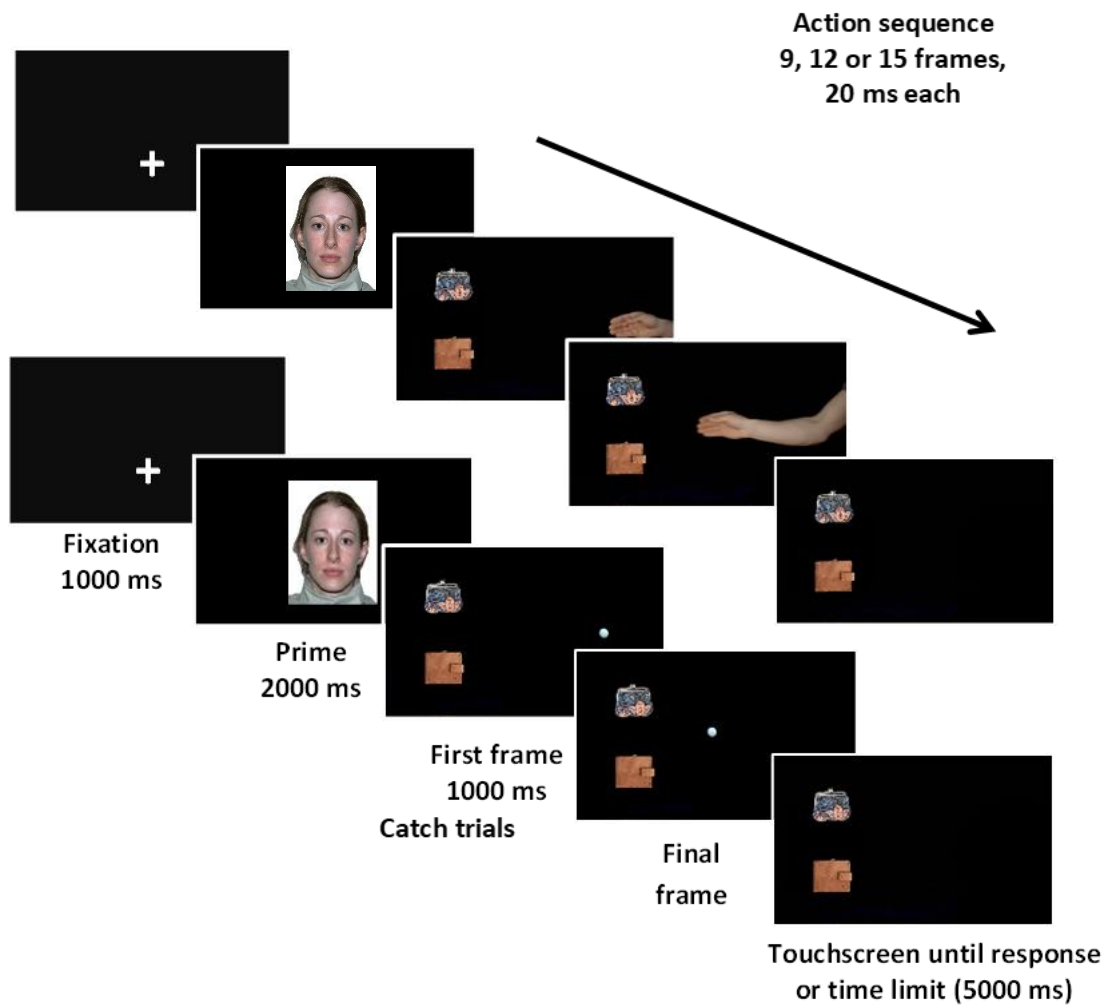 Action sequence
9, 12 or 15 frames,
20 ms each
Fixation
1000 ms
Prime
2000 ms
First frame
1000 ms
Catch trials
Final
frame
Touchscreen until response
or time limit (5000 ms)